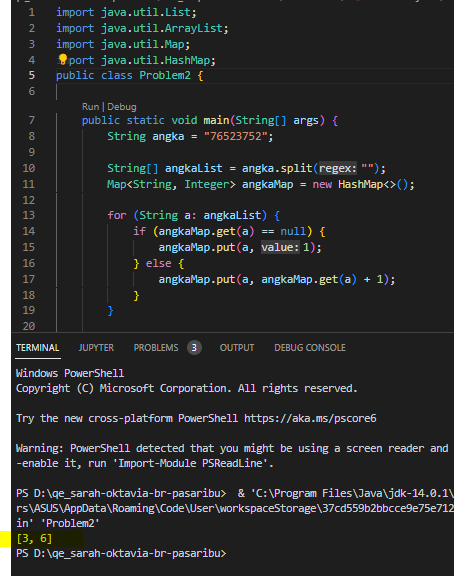 1 import java.util.List;
2 import java.util.ArrayList;
3 import java.util.Map;
4 port java.util.HashMap;
5 public class Problem2 {
6
Run | Debug
7 public static void main(String[] args) {
8 String angka = "76523752";
9
10 String[] angkaList = angka.split(regex: "");
11 Map<String, Integer> angkaMap = new HashMap<>();
12
13 for (String a: angkaList) {
14 if (angkaMap.get(a) == null) {
15 angkaMap.put(a, value: 1);
16 } else {
17 angkaMap.put(a, angkaMap.get(a) + 1);
18 }
19 }
20
TERMINAL JUPYTER PROBLEMS 3 OUTPUT DEBUG CONSOLE
Windows PowerShell
Copyright (C) Microsoft Corporation. All rights reserved.
Try the new cross-platform PowerShell https://aka.ms/pscore6
Warning: PowerShell detected that you might be using a screen reader and
-enable it, run 'Import-Module PSReadLine'.
PS D:\qe_sarah-oktavia-br-pasaribu> & 'C:\Program Files\Java\jdk-14.0.1\
rs\ASUS\AppData\Roaming\Code\User\workspaceStorage\37cd559b2bbcce9e75e712
in' 'Problem2'
[3, 6]
PS D:\qe_sarah-oktavia-br-pasaribu>